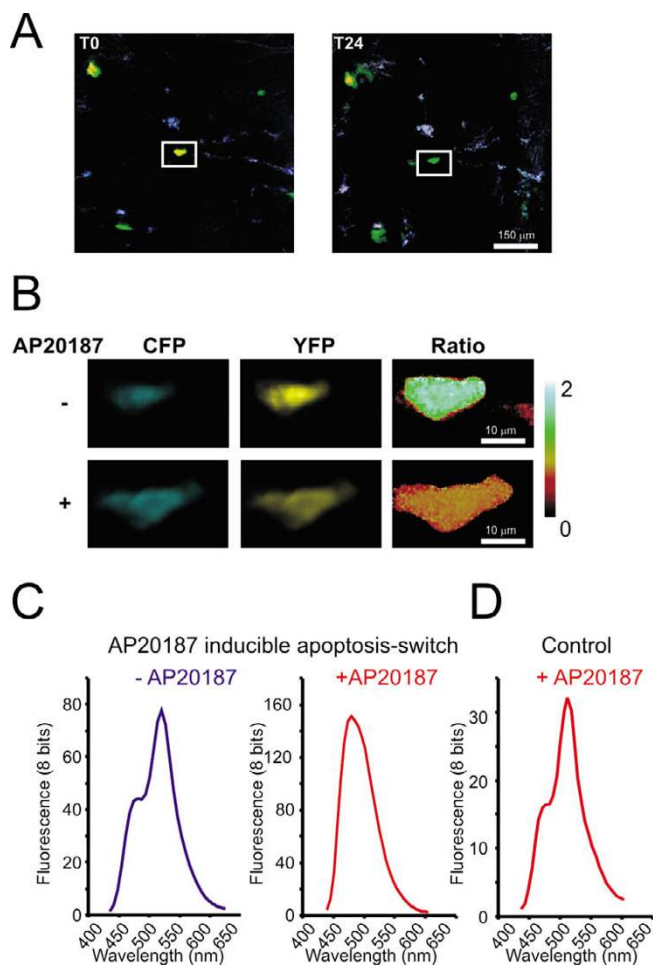 A
T0
T24
150 μm
B
AP20187 CFP YFP Ratio
-
2
10 μm
+
0
10 μm
C
D
AP20187 inducible apoptosis-switch
Control
- AP20187
+AP20187
+ AP20187
Fluorescence (8 bits)
80
60
40
20
0
400 450 500 550 600 650
Wavelength (nm)
Fluorescence (8 bits)
160
120
80
40
0
400 450 500 550 600 650
Wavelength (nm)
Fluorescence (8 bits)
30
20
10
0
400 450 500 550 600 650
Wavelength (nm)